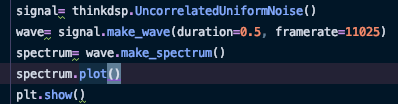 signal= thinkdsp.UncorrelatedUniformNoise()
wave= signal.make_wave(duration=0.5, framerate=11025)
spectrum= wave.make_spectrum()
spectrum.plot()
plt.show()